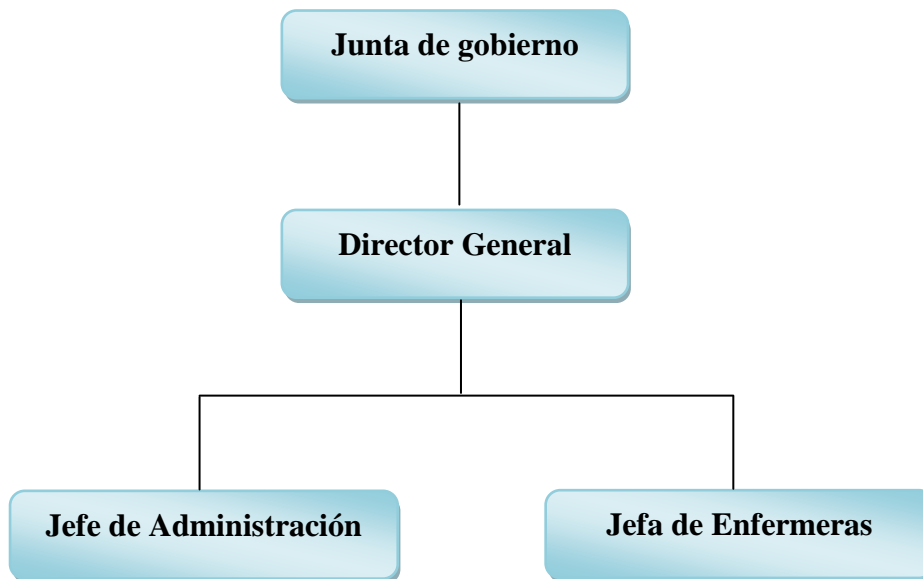 Junta de gobierno
Director General
Jefe de Administración
Jefa de Enfermeras